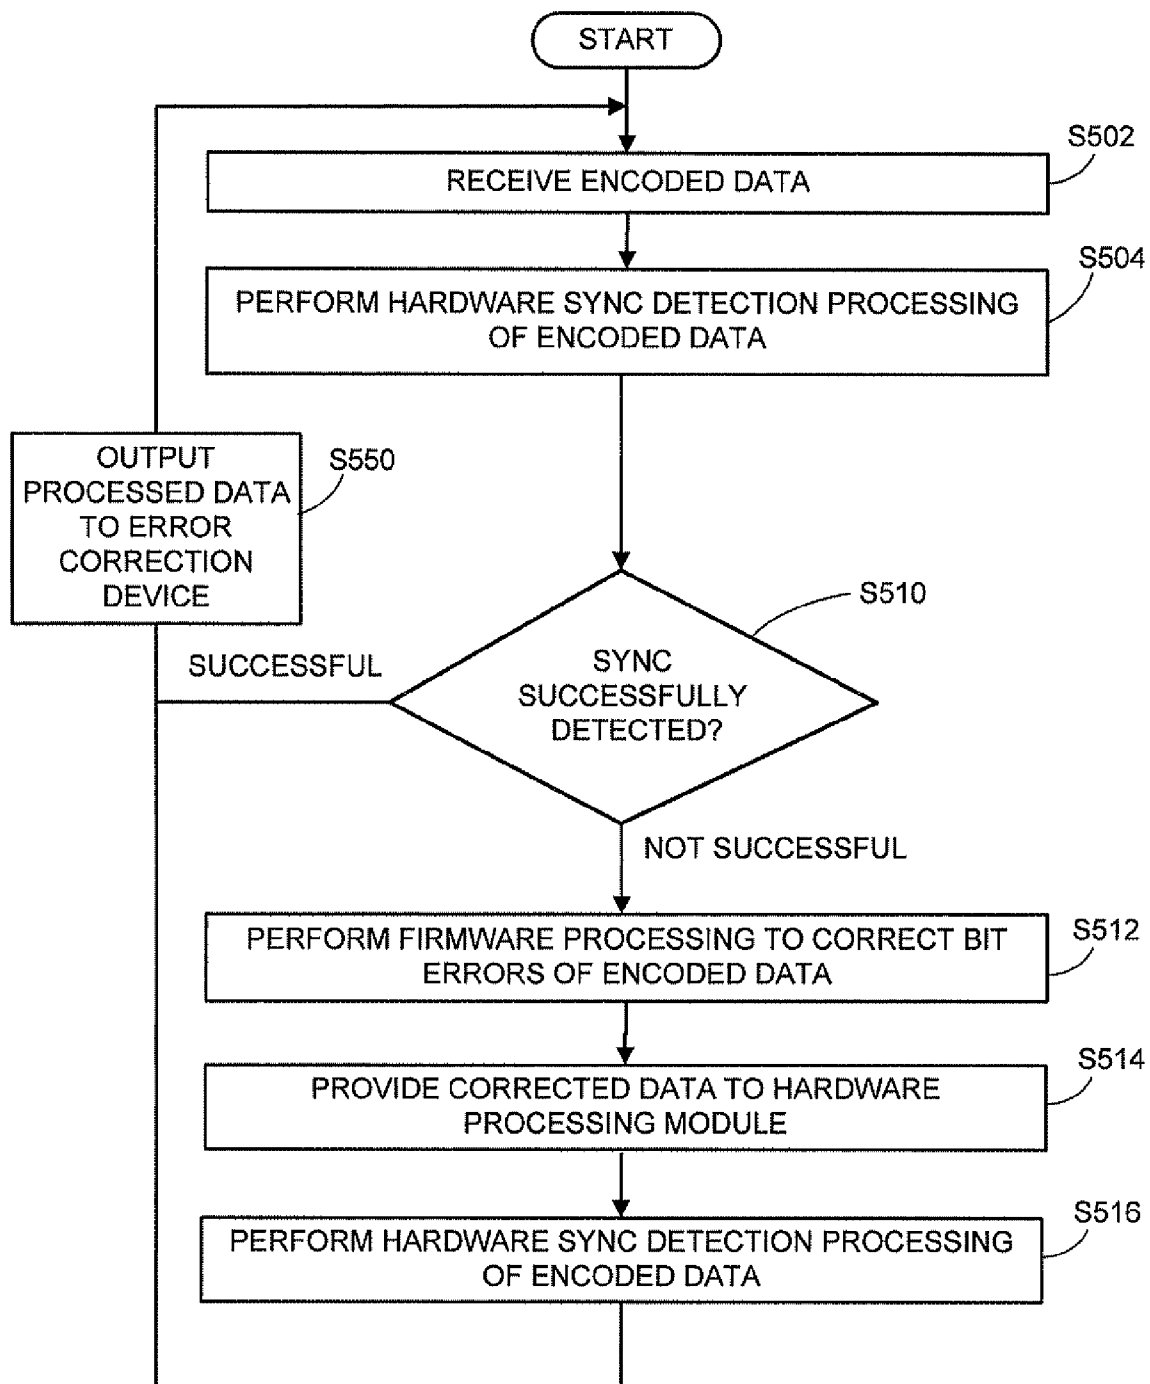 START
S502
RECEIVE ENCODED DATA
S504
PERFORM HARDWARE SYNC DETECTION PROCESSING
OF ENCODED DATA
OUTPUT
PROCESSED DATA
TO ERROR
CORRECTION
DEVICE
S550
S510
SUCCESSFUL
SYNC
SUCCESSFULLY
DETECTED?
NOT SUCCESSFUL
S512
PERFORM FIRMWARE PROCESSING TO CORRECT BIT
ERRORS OF ENCODED DATA
S514
PROVIDE CORRECTED DATA TO HARDWARE
PROCESSING MODULE
S516
PERFORM HARDWARE SYNC DETECTION PROCESSING
OF ENCODED DATA